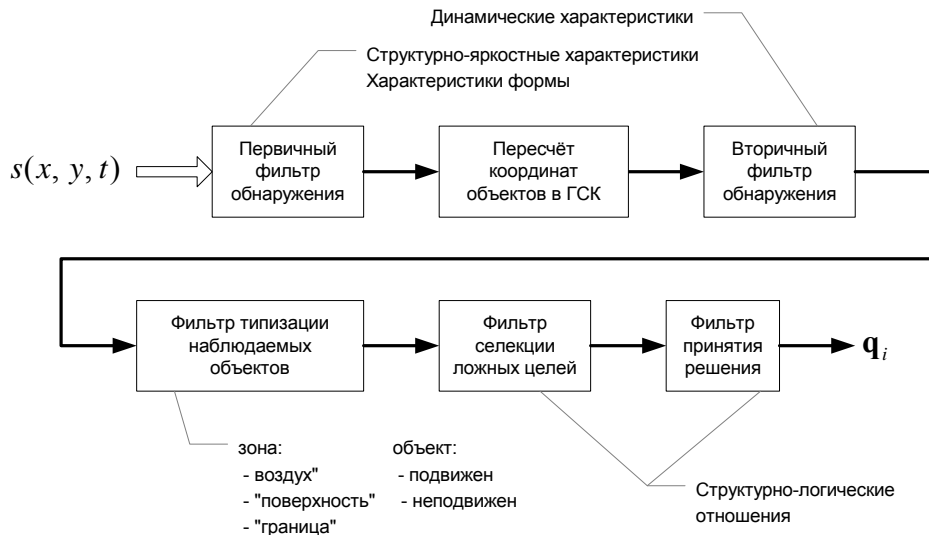 Динамические характеристики
Структурно-яркостные характеристики
Характеристики формы
s(x, y, t)
Первичный
фильтр
обнаружения
Пересчёт
координат
объектов в ГСК
Вторичный
фильтр
обнаружения
Фильтр типизации
наблюдаемых
объектов
Фильтр
селекции
ложных целей
Фильтр
принятия
решения
q_i
зона:
- воздух"
- "поверхность"
- "граница"
объект:
- подвижен
- неподвижен
Структурно-логические
отношения